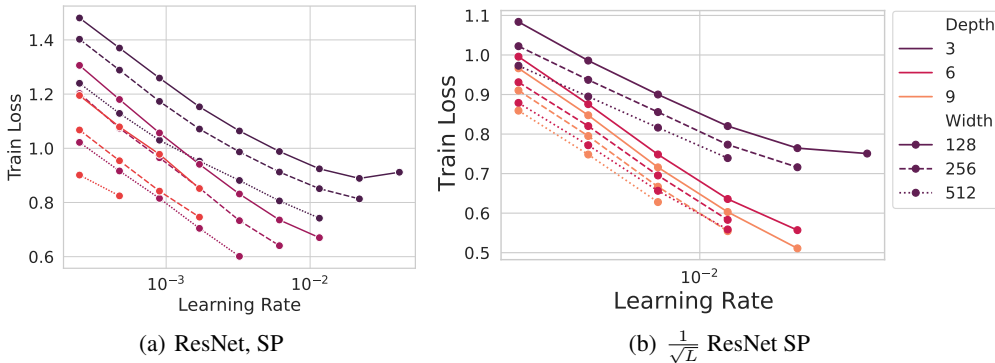 1.4
1.2
1.0
0.8
0.6
Train Loss
10⁻³ 10⁻²
Learning Rate
(a) ResNet, SP
1.1
1.0
0.9
0.8
0.7
0.6
0.5
Train Loss
10⁻²
Learning Rate
(b) 1/√L ResNet SP
Depth
3
6
9
Width
128
256
512